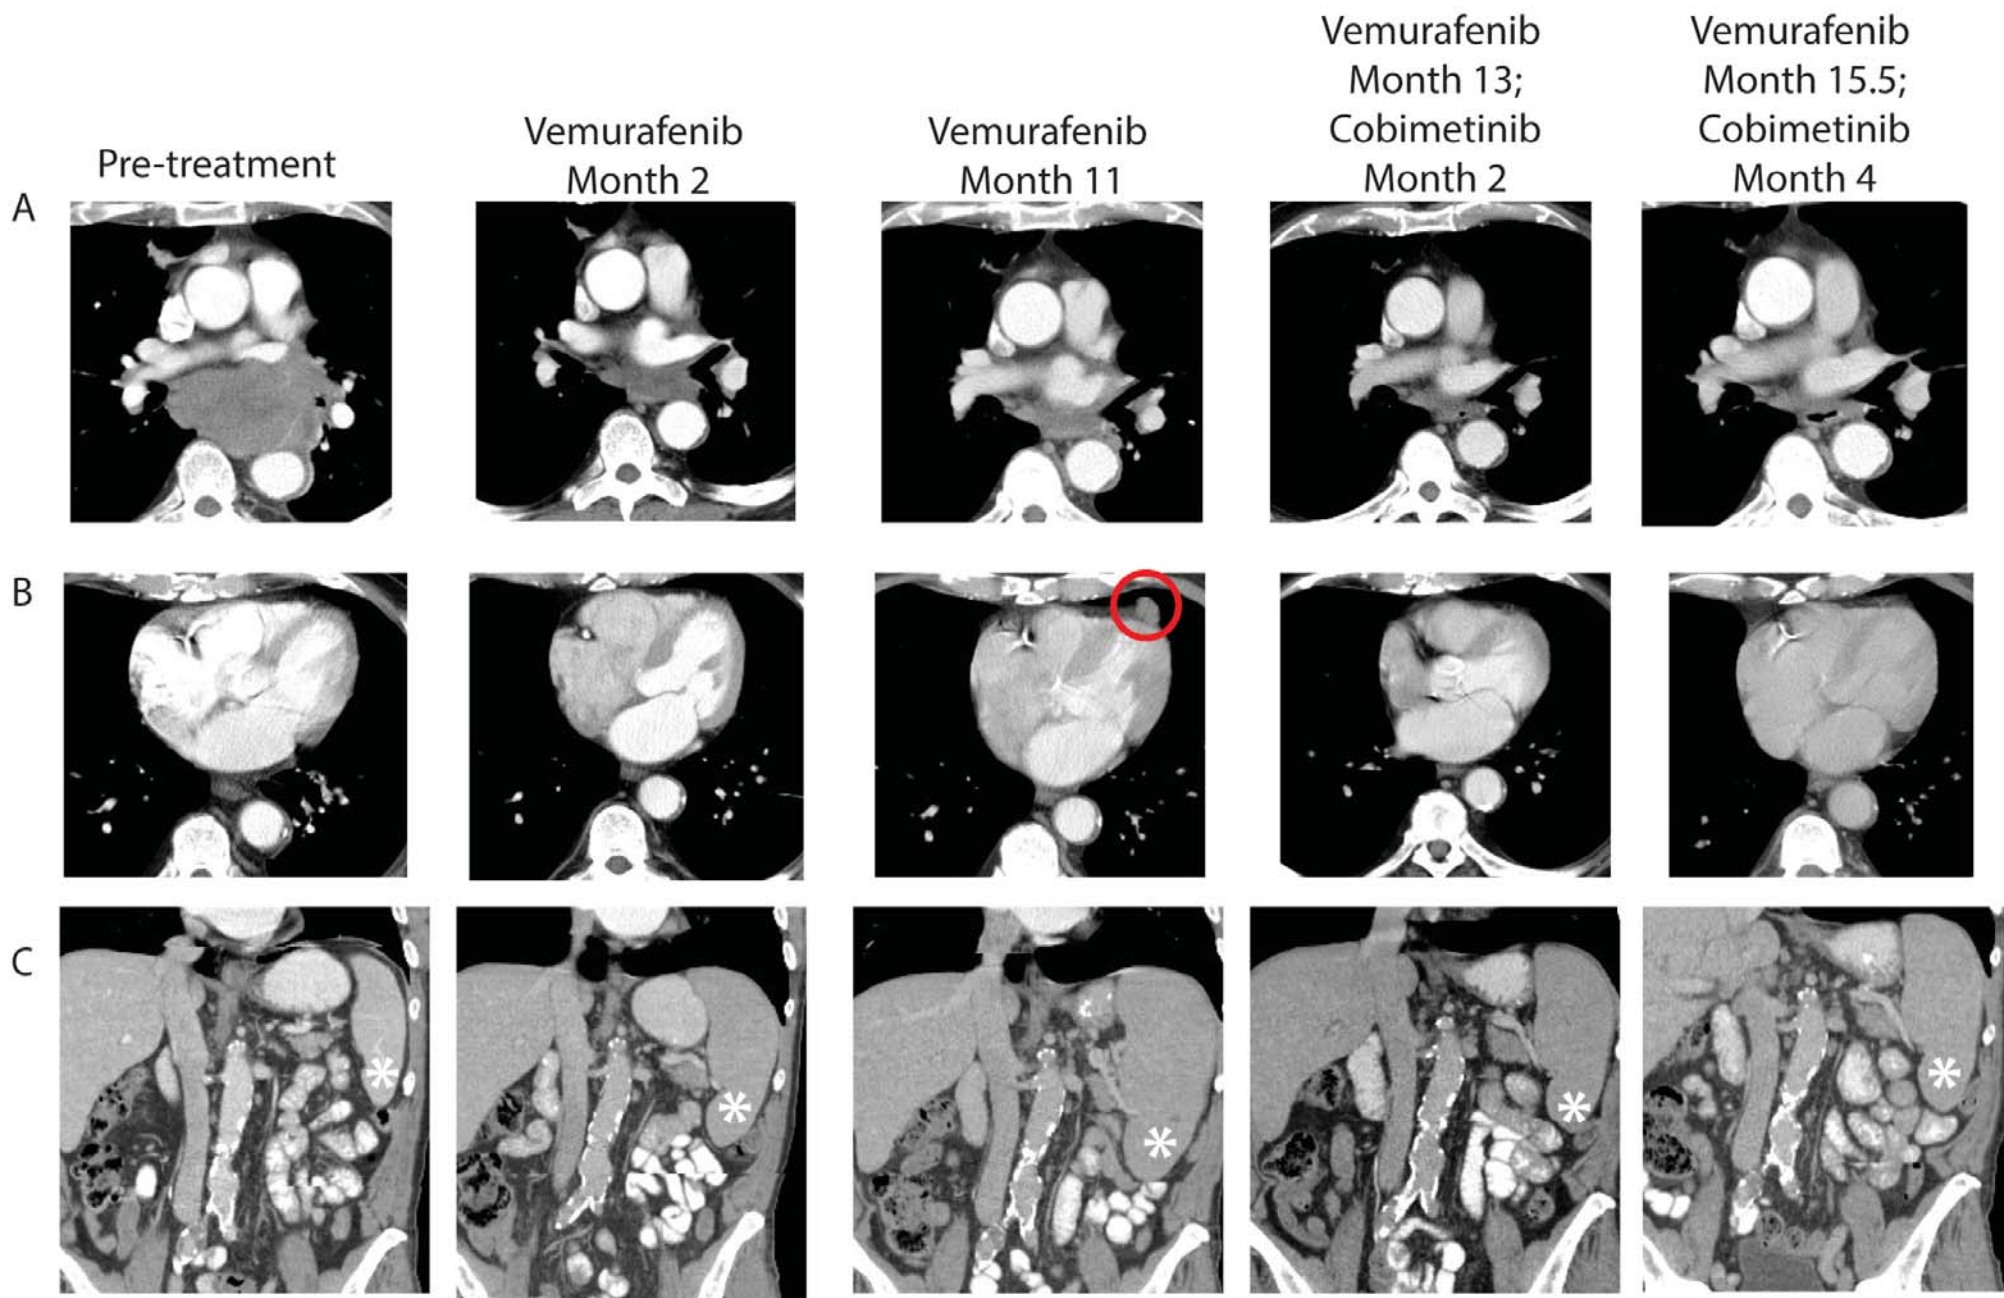 Pre-treatment
Vemurafenib
Month 2
Vemurafenib
Month 11
Vemurafenib
Month 13;
Cobimetinib
Month 2
Vemurafenib
Month 15.5;
Cobimetinib
Month 4
A
B
C
*
*
*
*
*